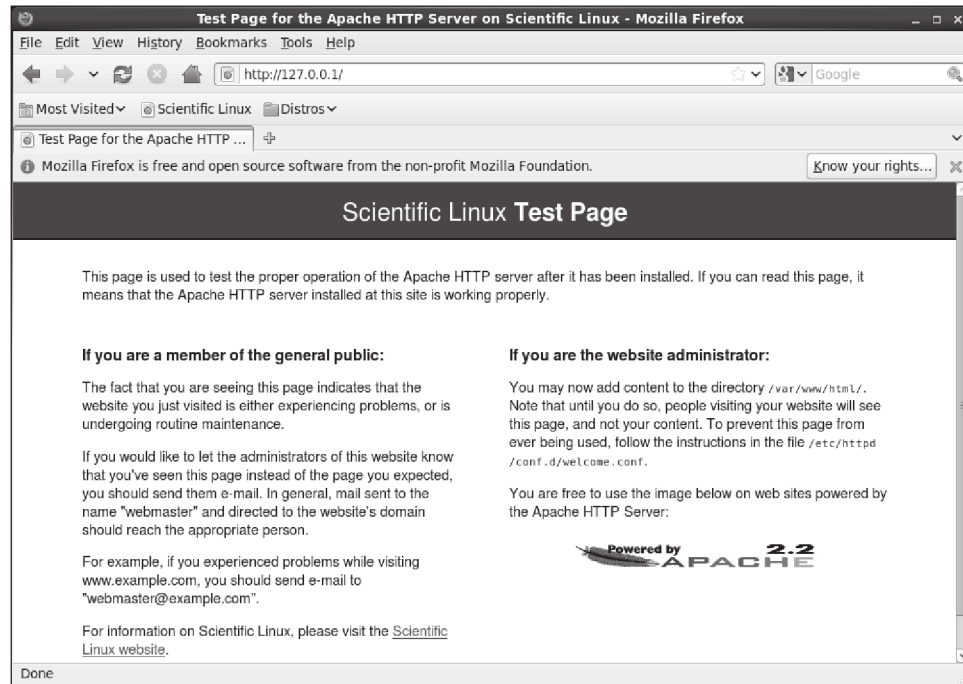 Test Page for the Apache HTTP Server on Scientific Linux - Mozilla Firefox
File Edit View History Bookmarks Tools Help
http://127.0.0.1/
Google
Most Visited Scientific Linux Distros
Test Page for the Apache HTTP ...
Mozilla Firefox is free and open source software from the non-profit Mozilla Foundation.
Know your rights...
Scientific Linux Test Page
This page is used to test the proper operation of the Apache HTTP server after it has been installed. If you can read this page, it
means that the Apache HTTP server installed at this site is working properly.
If you are a member of the general public:
The fact that you are seeing this page indicates that the
website you just visited is either experiencing problems, or is
undergoing routine maintenance.
If you would like to let the administrators of this website know
that you've seen this page instead of the page you expected,
you should send them e-mail. In general, mail sent to the
name "webmaster" and directed to the website's domain
should reach the appropriate person.
For example, if you experienced problems while visiting
www.example.com, you should send e-mail to
"webmaster@example.com".
For information on Scientific Linux, please visit the Scientific
Linux website.
If you are the website administrator:
You may now add content to the directory /var/www/html/.
Note that until you do so, people visiting your website will see
this page, and not your content. To prevent this page from
ever being used, follow the instructions in the file /etc/httpd
/conf.d/welcome.conf.
You are free to use the image below on web sites powered by
the Apache HTTP Server:
Powered by 2.2
APACHE
Done